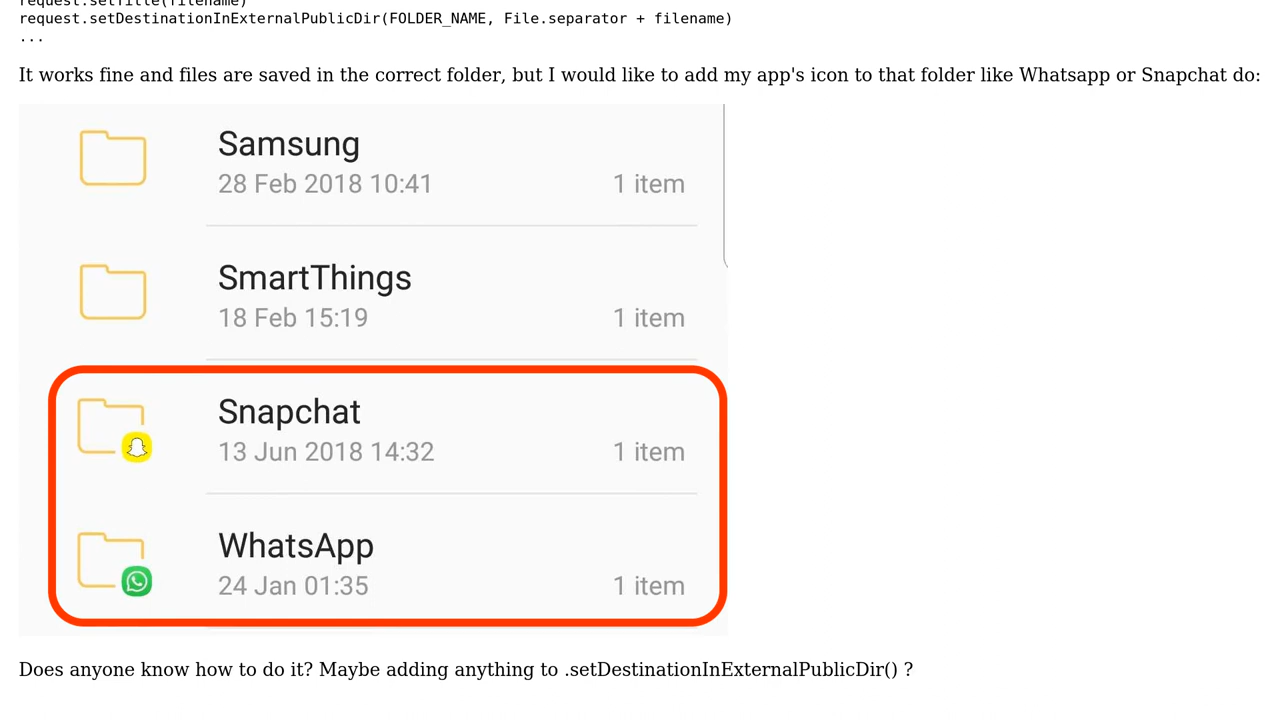 request.setTitle(filename)
request.setDestinationInExternalPublicDir(FOLDER_NAME, File.separator + filename)
...
It works fine and files are saved in the correct folder, but I would like to add my app's icon to that folder like Whatsapp or Snapchat do:
Samsung
28 Feb 2018 10:41 1 item
SmartThings
18 Feb 15:19 1 item
Snapchat
13 Jun 2018 14:32 1 item
WhatsApp
24 Jan 01:35 1 item
Does anyone know how to do it? Maybe adding anything to .setDestinationInExternalPublicDir() ?